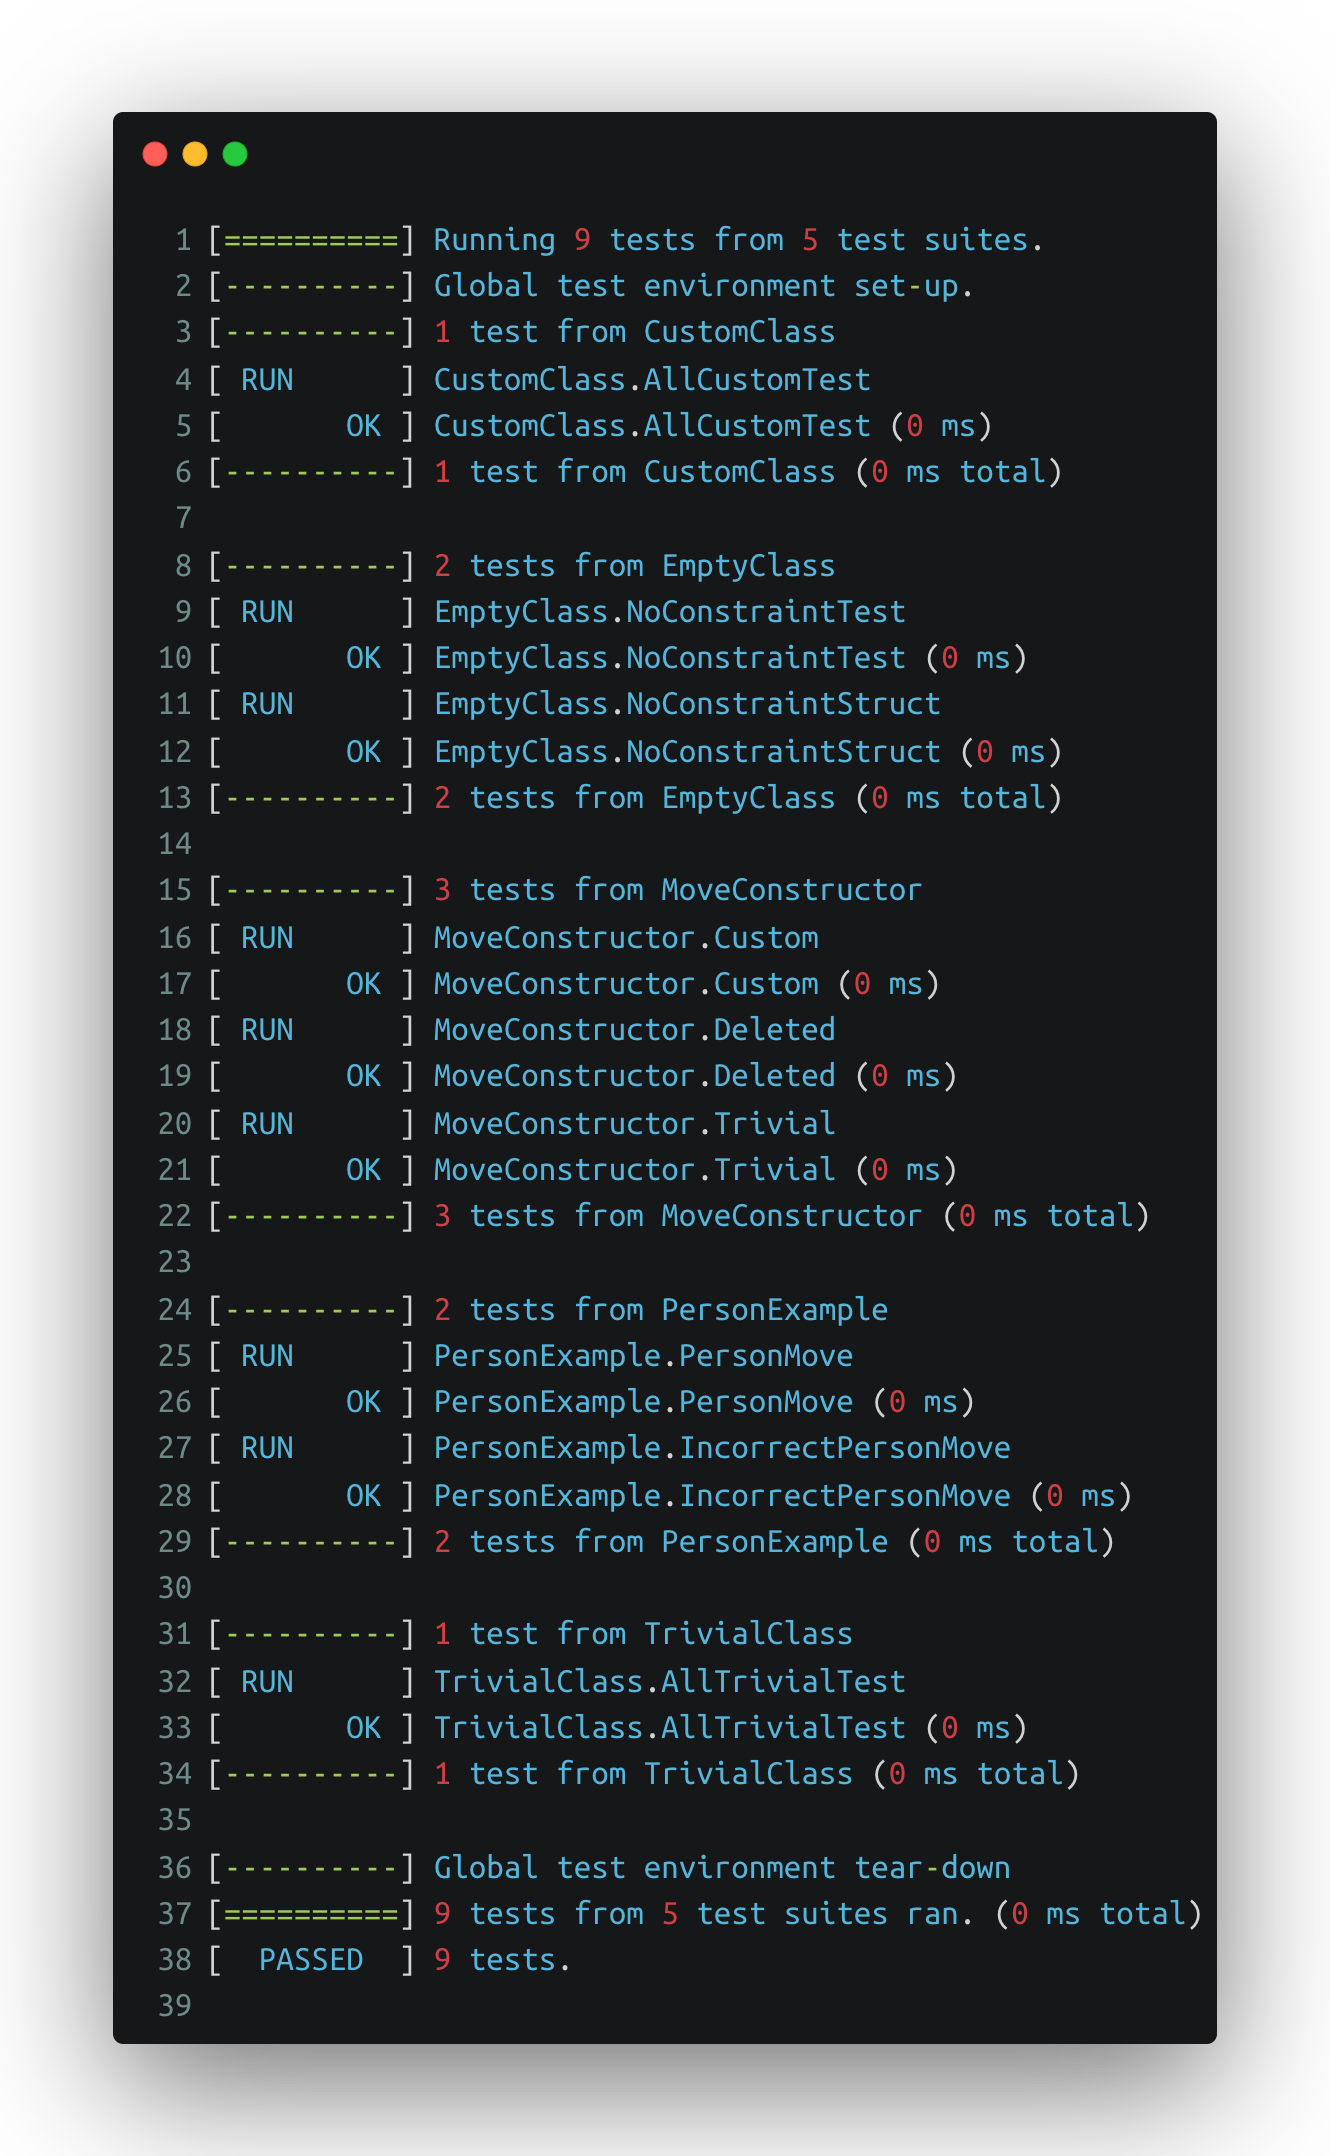 1 [==========] Running 9 tests from 5 test suites.
2 [----------] Global test environment set-up.
3 [----------] 1 test from CustomClass
4 [ RUN      ] CustomClass.AllCustomTest
5 [       OK ] CustomClass.AllCustomTest (0 ms)
6 [----------] 1 test from CustomClass (0 ms total)
7
8 [----------] 2 tests from EmptyClass
9 [ RUN      ] EmptyClass.NoConstraintTest
10 [       OK ] EmptyClass.NoConstraintTest (0 ms)
11 [ RUN      ] EmptyClass.NoConstraintStruct
12 [       OK ] EmptyClass.NoConstraintStruct (0 ms)
13 [----------] 2 tests from EmptyClass (0 ms total)
14
15 [----------] 3 tests from MoveConstructor
16 [ RUN      ] MoveConstructor.Custom
17 [       OK ] MoveConstructor.Custom (0 ms)
18 [ RUN      ] MoveConstructor.Deleted
19 [       OK ] MoveConstructor.Deleted (0 ms)
20 [ RUN      ] MoveConstructor.Trivial
21 [       OK ] MoveConstructor.Trivial (0 ms)
22 [----------] 3 tests from MoveConstructor (0 ms total)
23
24 [----------] 2 tests from PersonExample
25 [ RUN      ] PersonExample.PersonMove
26 [       OK ] PersonExample.PersonMove (0 ms)
27 [ RUN      ] PersonExample.IncorrectPersonMove
28 [       OK ] PersonExample.IncorrectPersonMove (0 ms)
29 [----------] 2 tests from PersonExample (0 ms total)
30
31 [----------] 1 test from TrivialClass
32 [ RUN      ] TrivialClass.AllTrivialTest
33 [       OK ] TrivialClass.AllTrivialTest (0 ms)
34 [----------] 1 test from TrivialClass (0 ms total)
35
36 [----------] Global test environment tear-down
37 [==========] 9 tests from 5 test suites ran. (0 ms total)
38 [  PASSED  ] 9 tests.
39